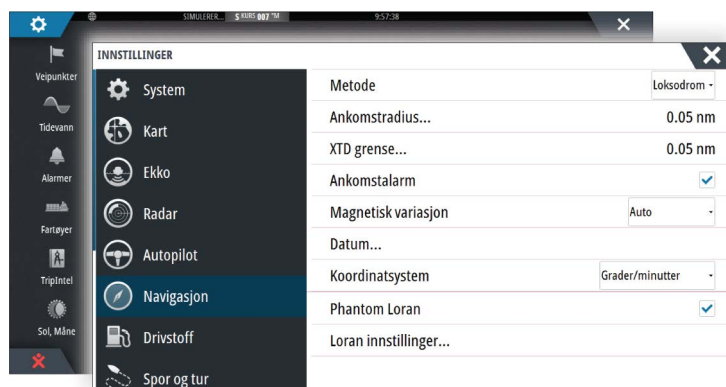 SIMULERER... S KURS 007 °M 9:57:38
INNSTILLINGER
Veipunkter
Tidevann
Alarmer
Fartøyer
TripIntel
Sol, Måne
System
Kart
Ekko
Radar
Autopilot
Navigasjon
Drivstoff
Spor og tur
Metode Loksodrom
Ankomstradius... 0.05 nm
XTD grense... 0.05 nm
Ankomstalarm
Magnetisk variasjon Auto
Datum...
Koordinatsystem Grader/minutter
Phantom Loran
Loran innstillinger...